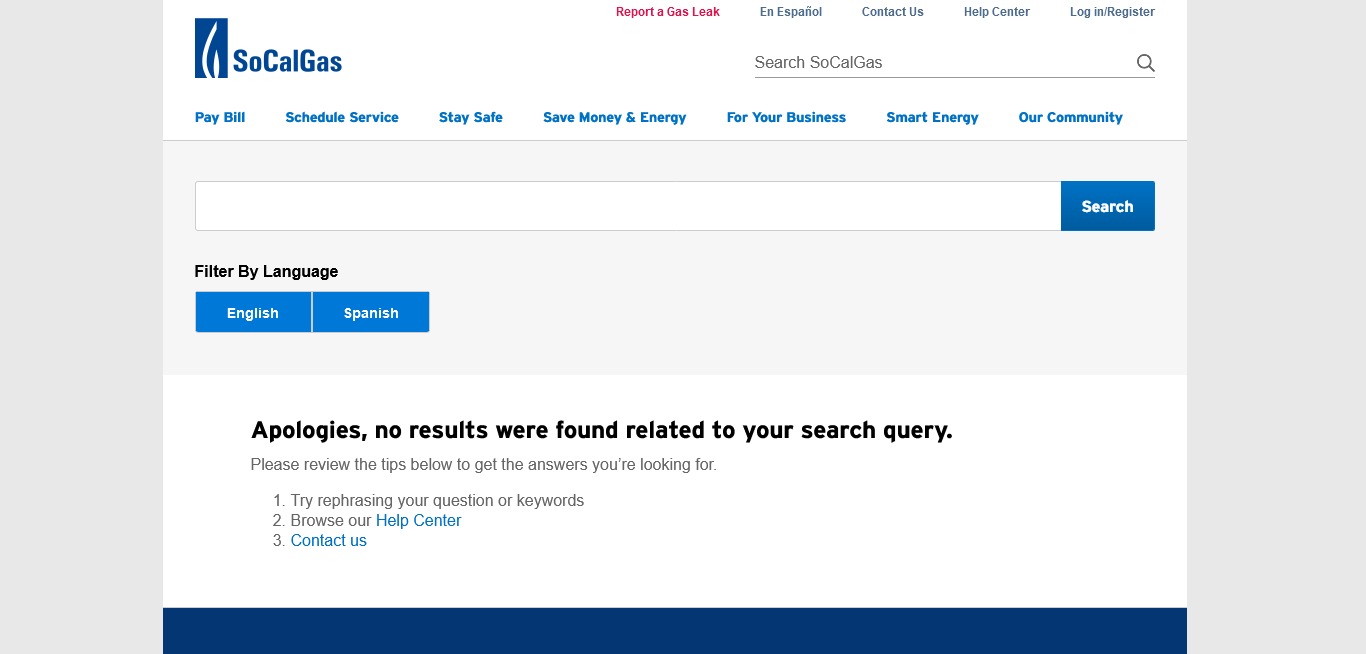 Report a Gas Leak En Español Contact Us Help Center Log in/Register
SoCalGas
Search SoCalGas
Pay Bill Schedule Service Stay Safe Save Money & Energy For Your Business Smart Energy Our Community
Search
Filter By Language
English Spanish
Apologies, no results were found related to your search query.
Please review the tips below to get the answers you’re looking for.
1. Try rephrasing your question or keywords
2. Browse our Help Center
3. Contact us